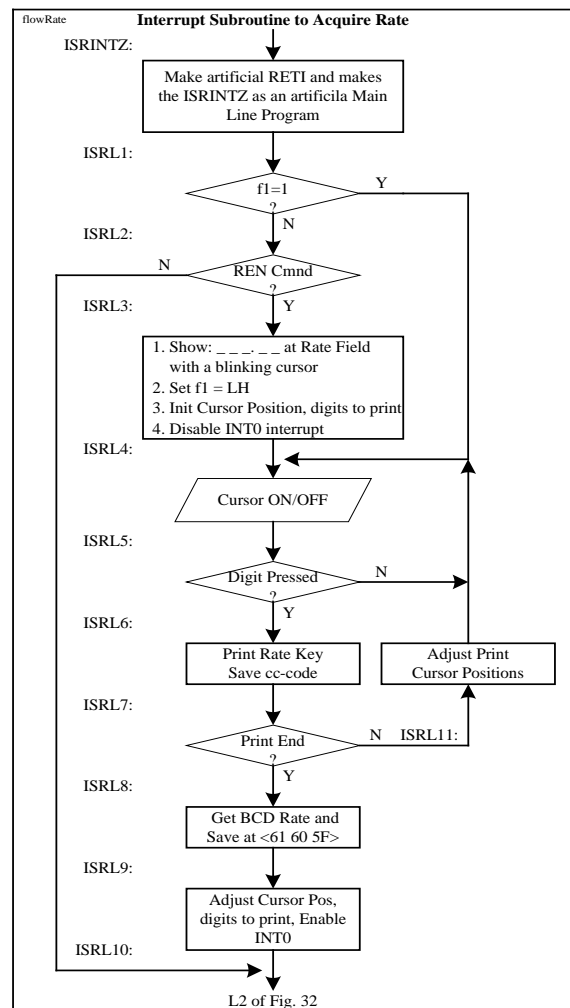 flowRate
Interrupt Subroutine to Acquire Rate
ISRINTZ:
Make artificial RETI and makes
the ISRINTZ as an artificila Main
Line Program
ISRL1:
f1=1
?
Y
N
ISRL2:
REN Cmnd
?
N
Y
ISRL3:
1. Show: _ _ _. _ _ at Rate Field
with a blinking cursor
2. Set f1 = LH
3. Init Cursor Position, digits to print
4. Disable INT0 interrupt
ISRL4:
Cursor ON/OFF
ISRL5:
Digit Pressed
?
N
Y
ISRL6:
Print Rate Key
Save cc-code
Adjust Print
Cursor Positions
ISRL7:
Print End
?
N
ISRL11:
Y
ISRL8:
Get BCD Rate and
Save at <61 60 5F>
ISRL9:
Adjust Cursor Pos,
digits to print, Enable
INT0
ISRL10:
L2 of Fig. 32